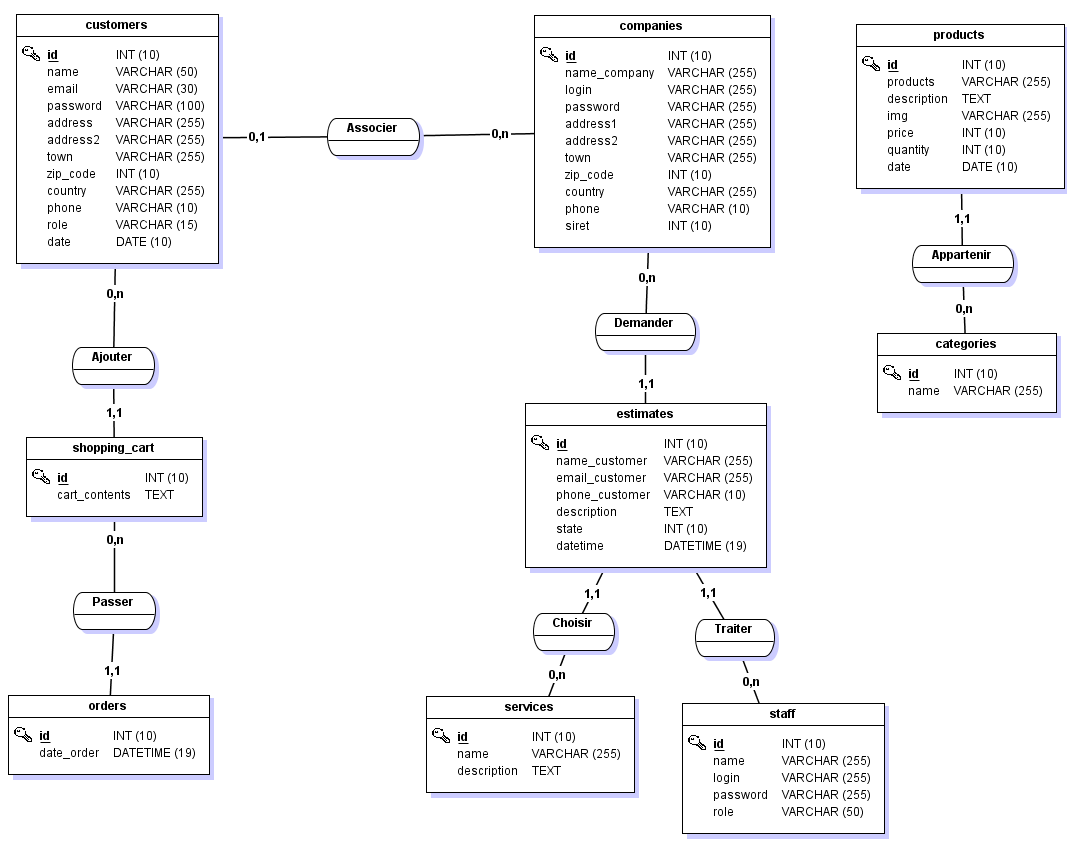 customers
id INT (10)
name VARCHAR (50)
email VARCHAR (30)
password VARCHAR (100)
address VARCHAR (255)
address2 VARCHAR (255)
town VARCHAR (255)
zip_code INT (10)
country VARCHAR (255)
phone VARCHAR (10)
role VARCHAR (15)
date DATE (10)
0,1
Associer
0,n
companies
id INT (10)
name_company VARCHAR (255)
login VARCHAR (255)
password VARCHAR (255)
address1 VARCHAR (255)
address2 VARCHAR (255)
town VARCHAR (255)
zip_code INT (10)
country VARCHAR (255)
phone VARCHAR (10)
siret INT (10)
products
id INT (10)
products VARCHAR (255)
description TEXT
img VARCHAR (255)
price INT (10)
quantity INT (10)
date DATE (10)
1,1
Appartenir
0,n
categories
id INT (10)
name VARCHAR (255)
0,n
Ajouter
1,1
shopping_cart
id INT (10)
cart_contents TEXT
0,n
Passer
1,1
orders
id INT (10)
date_order DATETIME (19)
0,n
Demander
1,1
estimates
id INT (10)
name_customer VARCHAR (255)
email_customer VARCHAR (255)
phone_customer VARCHAR (10)
description TEXT
state INT (10)
datetime DATETIME (19)
1,1
Choisir
0,n
services
id INT (10)
name VARCHAR (255)
description TEXT
1,1
Traiter
0,n
staff
id INT (10)
name VARCHAR (255)
login VARCHAR (255)
password VARCHAR (255)
role VARCHAR (50)